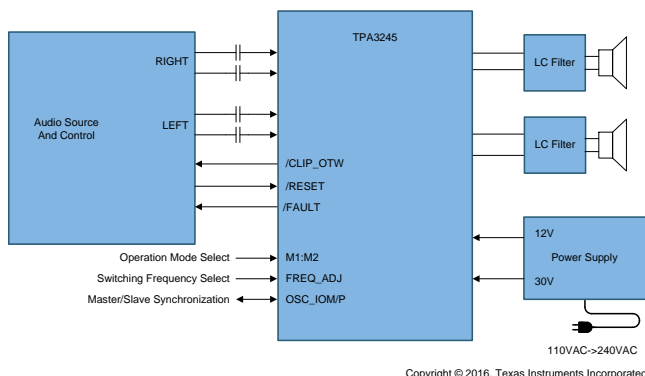 TPA3245
RIGHT
LEFT
Audio Source
And Control
/CLIP_OTW
/RESET
/FAULT
Operation Mode Select
M1:M2
Switching Frequency Select
FREQ_ADJ
Master/Slave Synchronization
OSC_IOM/P
LC Filter
LC Filter
12V
Power Supply
30V
110VAC->240VAC
Copyright © 2016, Texas Instruments Incorporated